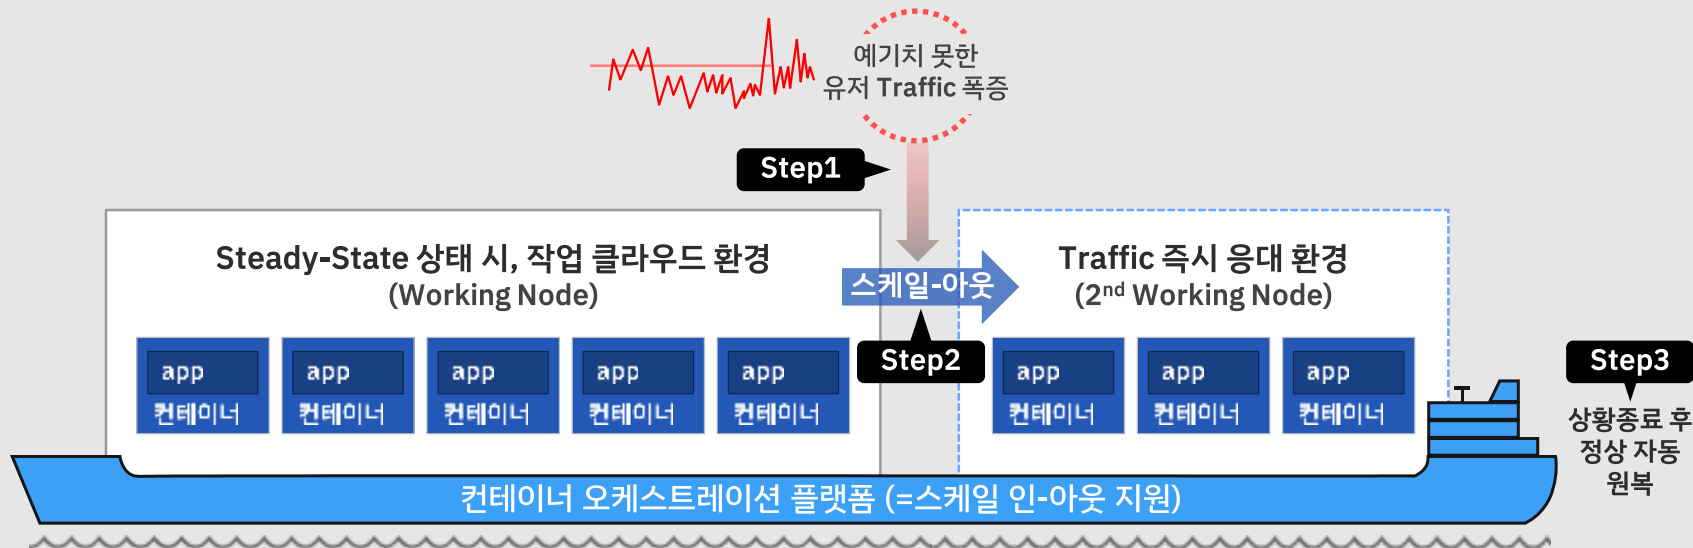 예기치 못한
유저 Traffic 폭증
Step1
Steady-State 상태 시, 작업 클라우드 환경
(Working Node)
스케일-아웃
Traffic 즉시 응대 환경
(2nd Working Node)
Step2
Step3
app
컨테이너
app
컨테이너
app
컨테이너
app
컨테이너
app
컨테이너
app
컨테이너
app
컨테이너
app
컨테이너
상황종료 후
정상 자동
원복
컨테이너 오케스트레이션 플랫폼 (=스케일 인-아웃 지원)